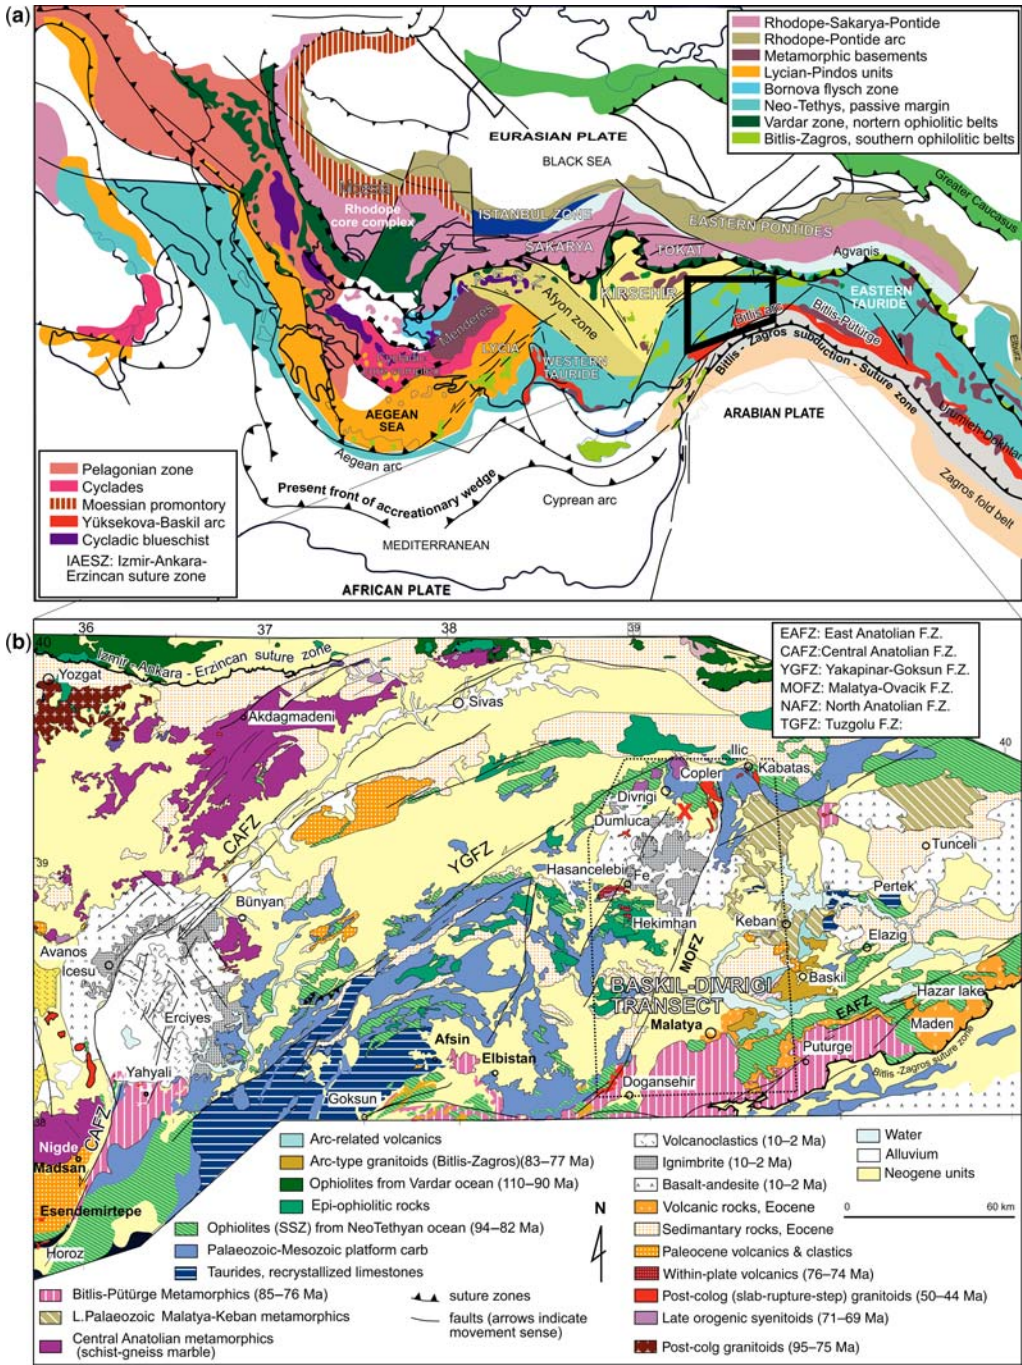 (a)
Rhodope-Sakarya-Pontide
Rhodope-Pontide arc
Metamorphic basements
Lycian-Pindos units
Bornova flysch zone
Neo-Tethys, passive margin
Vardar zone, nortern ophiolitic belts
Bitlis-Zagros, southern ophilolitic belts
EURASIAN PLATE
BLACK SEA
Greater Caucasus
Moesia
Rhodope
core complex
ISTANBUL ZONE
EASTERN PONTIDES
SAKARYA
TOKAT
Agvanis
KIRSEHIR
EASTERN
TAURIDE
Afyon zone
Menderes
Bitlis arc
Bitlis-Puturge
Elburz
LYCIA
Cycladic
core complex
WESTERN
TAURIDE
Bitlis - Zagros subduction - Suture zone
AEGEAN
SEA
ARABIAN PLATE
Urumieh-Dokhtar
Aegean arc
Zagros fold belt
Pelagonian zone
Cyclades
Moessian promontory
Yüksekova-Baskil arc
Cycladic blueschist
IAESZ: Izmir-Ankara-
Erzincan suture zone
Present front of accreationary wedge
Cyprean arc
MEDITERRANEAN
AFRICAN PLATE
(b)
36
37
38
39
40
EAFZ: East Anatolian F.Z.
CAFZ:Central Anatolian F.Z.
YGFZ: Yakapinar-Goksun F.Z.
MOFZ: Malatya-Ovacik F.Z.
NAFZ: North Anatolian F.Z.
TGFZ: Tuzgolu F.Z:
Izmir - Ankara - Erzincan suture zone
Yozgat
Akdagmadeni
Sivas
40
Ilic
Copler
Kabatas
Divrigi
Dumluca
CAFZ
YGFZ
39
Tunceli
Hasancelebi
Fe
Pertek
Bünyan
Hekimhan
Keban
Avanos
Elazig
Icesu
MOFZ
Baskil
BASKIL-DIVRIGI
TRANSECT
Hazar lake
Erciyes
EAFZ
Malatya
Maden
Afsin
Elbistan
Puturge
Bitlis -Zagros suture zone
Yahyali
Dogansehir
Goksun
38
CAFZ
Nigde
Madsan
Esendemirtepe
Horoz
Arc-related volcanics
Arc-type granitoids (Bitlis-Zagros)(83–77 Ma)
Ophiolites from Vardar ocean (110–90 Ma)
Epi-ophiolitic rocks
Ophiolites (SSZ) from NeoTethyan ocean (94–82 Ma)
Palaeozoic-Mesozoic platform carb
Taurides, recrystallized limestones
Bitlis-Pütürge Metamorphics (85–76 Ma)
L.Palaeozoic Malatya-Keban metamorphics
Central Anatolian metamorphics
(schist-gneiss marble)
suture zones
faults (arrows indicate
movement sense)
N
Volcanoclastics (10–2 Ma)
Ignimbrite (10–2 Ma)
Basalt-andesite (10–2 Ma)
Volcanic rocks, Eocene
Sedimantary rocks, Eocene
Paleocene volcanics & clastics
Within-plate volcanics (76–74 Ma)
Post-colog (slab-rupture-step) granitoids (50–44 Ma)
Late orogenic syenitoids (71–69 Ma)
Post-colg granitoids (95–75 Ma)
Water
Alluvium
Neogene units
0
60 km